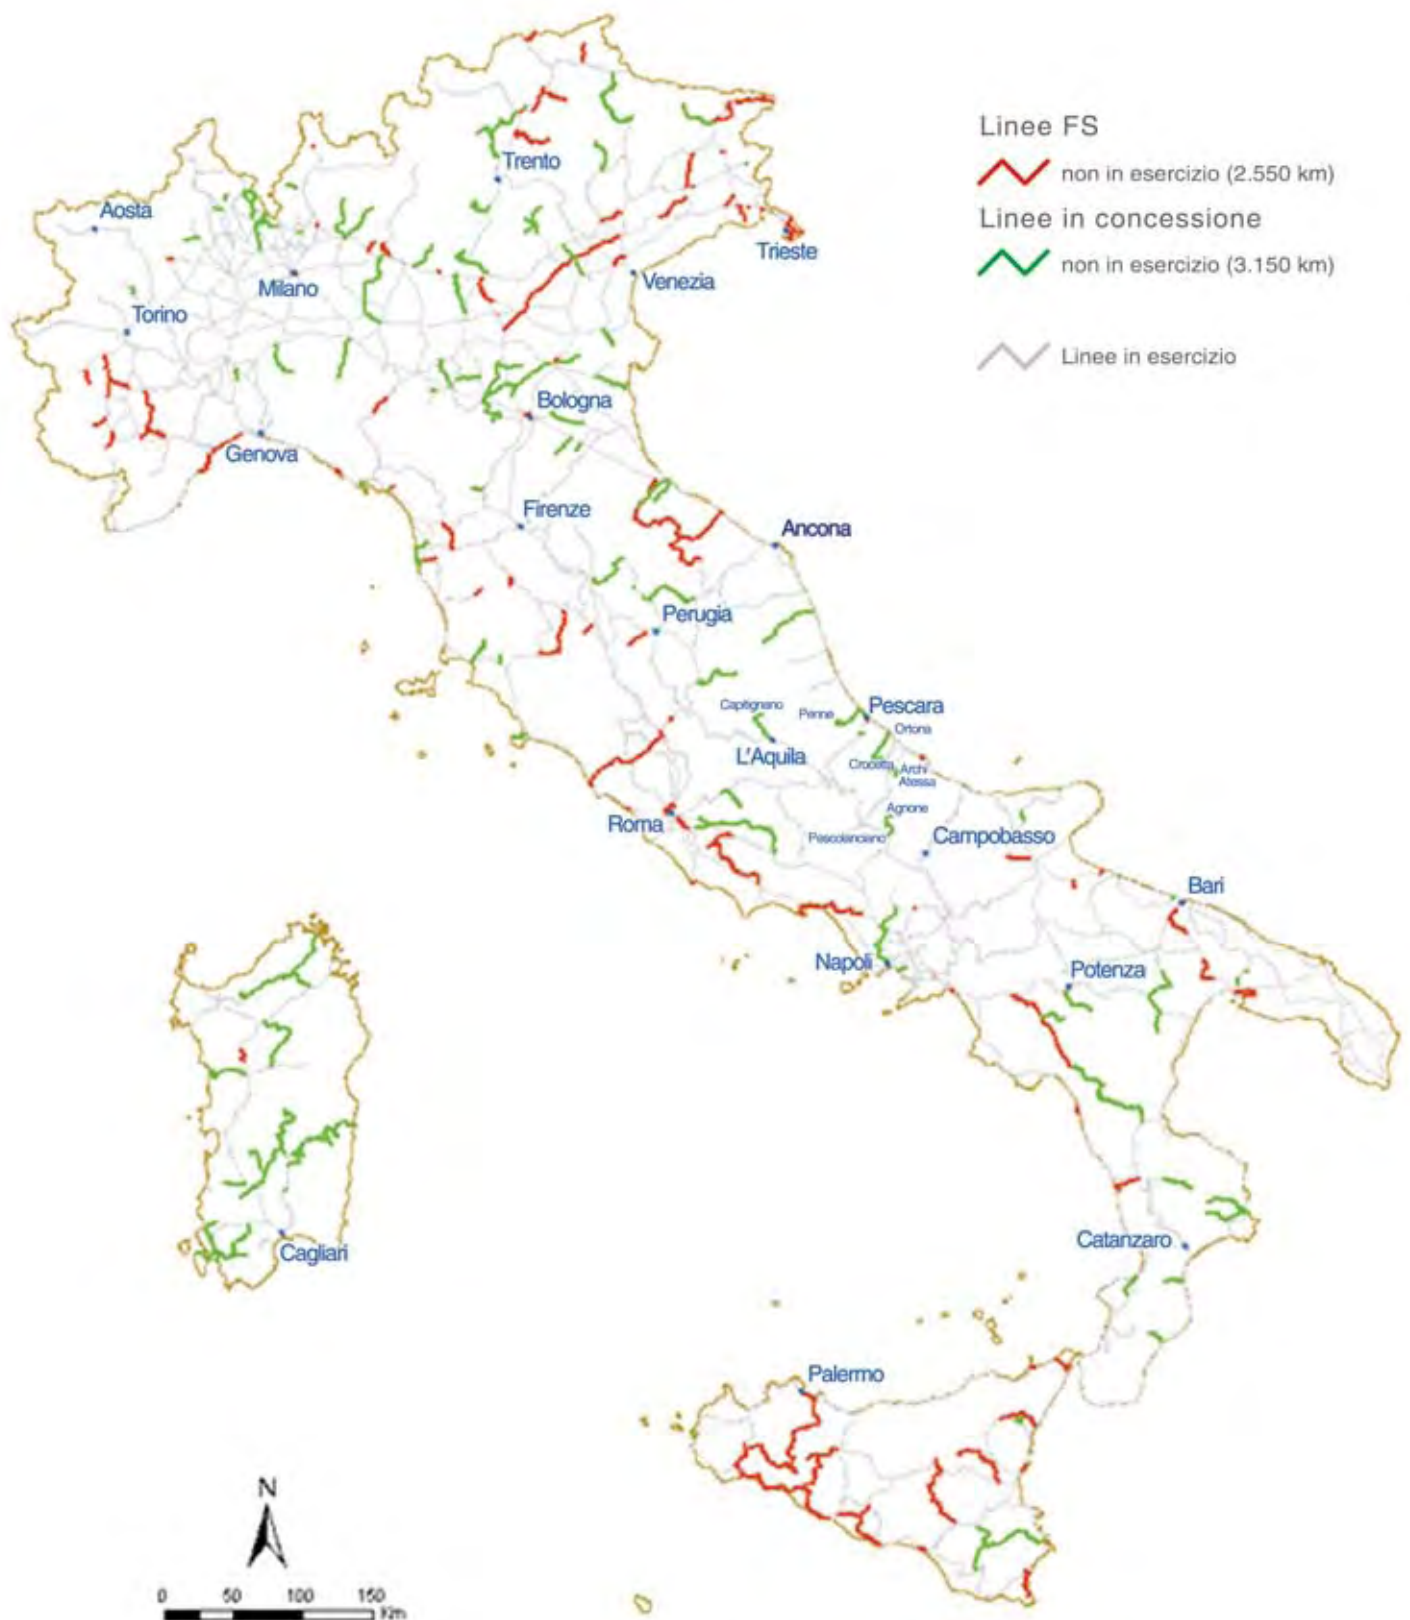 Linee FS
non in esercizio (2.550 km)
Linee in concessione
non in esercizio (3.150 km)
Linee in esercizio
Trento
Aosta
Trieste
Milano
Venezia
Torino
Bologna
Genova
Firenze
Ancona
Perugia
Capitignano
Penne
Pescara
Ortona
L'Aquila
Crocetta
Archi
Atessa
Agnone
Roma
Pescolanciano
Campobasso
Bari
Napoli
Potenza
Cagliari
Catanzaro
Palermo
N
0 50 100 150
Km